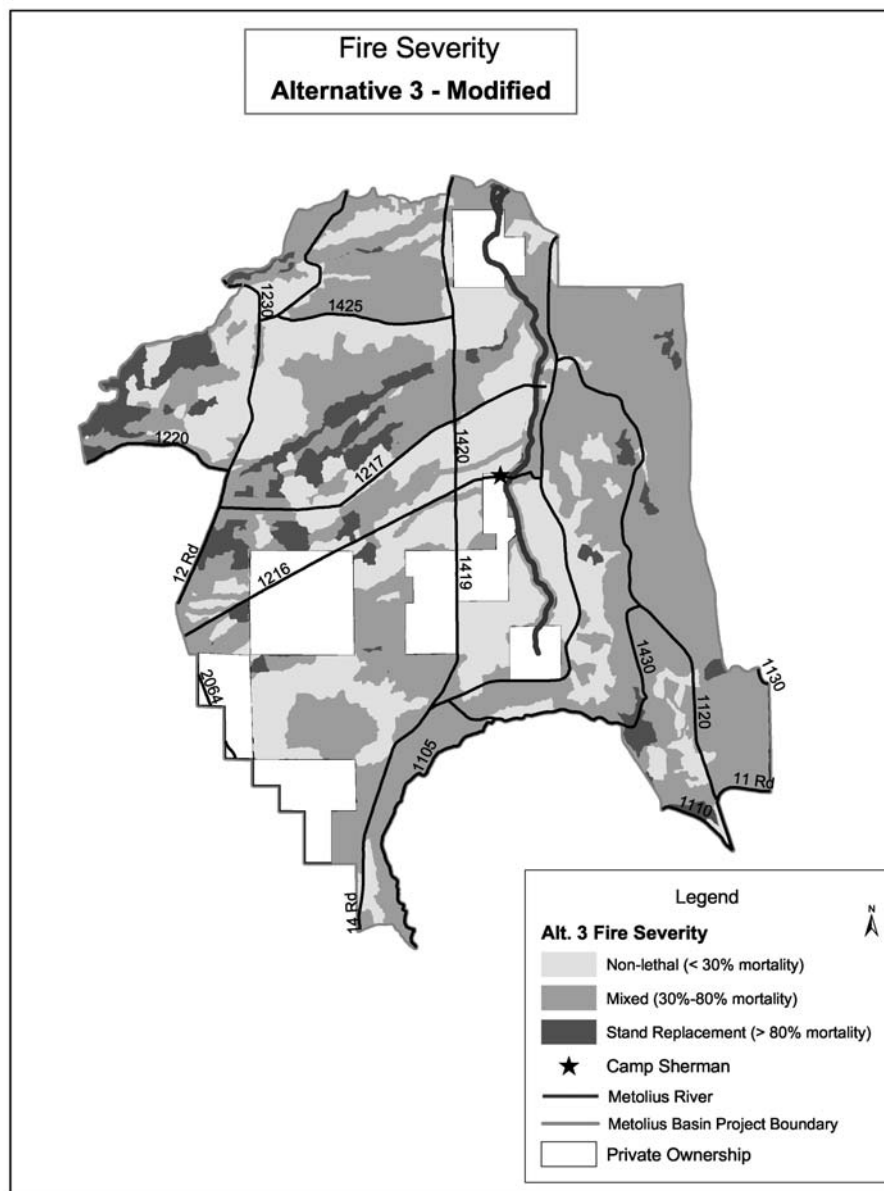 Fire Severity
Alternative 3 - Modified
1230
1425
1220
1217
1420
12 Rd
1216
1419
2064
1430
1130
1120
1105
11 Rd
1110
14 Rd
Legend
N
Alt. 3 Fire Severity
Non-lethal (< 30% mortality)
Mixed (30%-80% mortality)
Stand Replacement (> 80% mortality)
Camp Sherman
Metolius River
Metolius Basin Project Boundary
Private Ownership